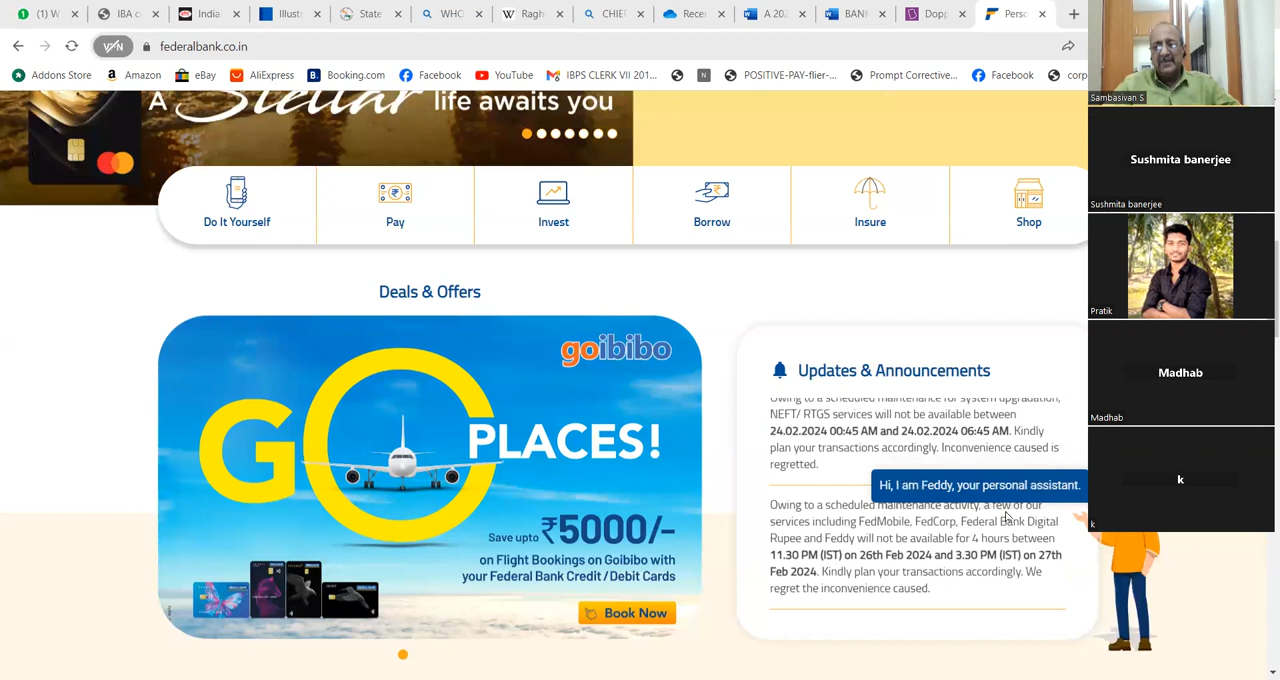 1 W
IBA c
India
Illust
State
WHO
Ragh
CHIEF
Recen
A 202
BANK
Dopp
Perso
VPN
federalbank.co.in
Addons Store
Amazon
eBay
AliExpress
Booking.com
Facebook
YouTube
IBPS CLERK VII 201...
POSITIVE-PAY-flier-...
Prompt Corrective...
Facebook
corp
A Stellar life awaits you
Do It Yourself
Pay
Invest
Borrow
Insure
Shop
Deals & Offers
goibibo
GO PLACES!
Save upto ₹5000/-
on Flight Bookings on Goibibo with
your Federal Bank Credit/Debit Cards
Book Now
Updates & Announcements
Owing to a scheduled maintenance for system upgradation,
NEFT/ RTGS services will not be available between
24.02.2024 00:45 AM and 24.02.2024 06:45 AM. Kindly
plan your transactions accordingly. Inconvenience caused is
regretted.
Hi, I am Feddy, your personal assistant.
Owing to a scheduled maintenance activity, a few of our
services including FedMobile, FedCorp, Federal Bank Digital
Rupee and Feddy will not be available for 4 hours between
11.30 PM (IST) on 26th Feb 2024 and 3.30 PM (IST) on 27th
Feb 2024. Kindly plan your transactions accordingly. We
regret the inconvenience caused.
Sambasivan S
Sushmita banerjee
Sushmita banerjee
Pratik
Madhab
Madhab
k
k